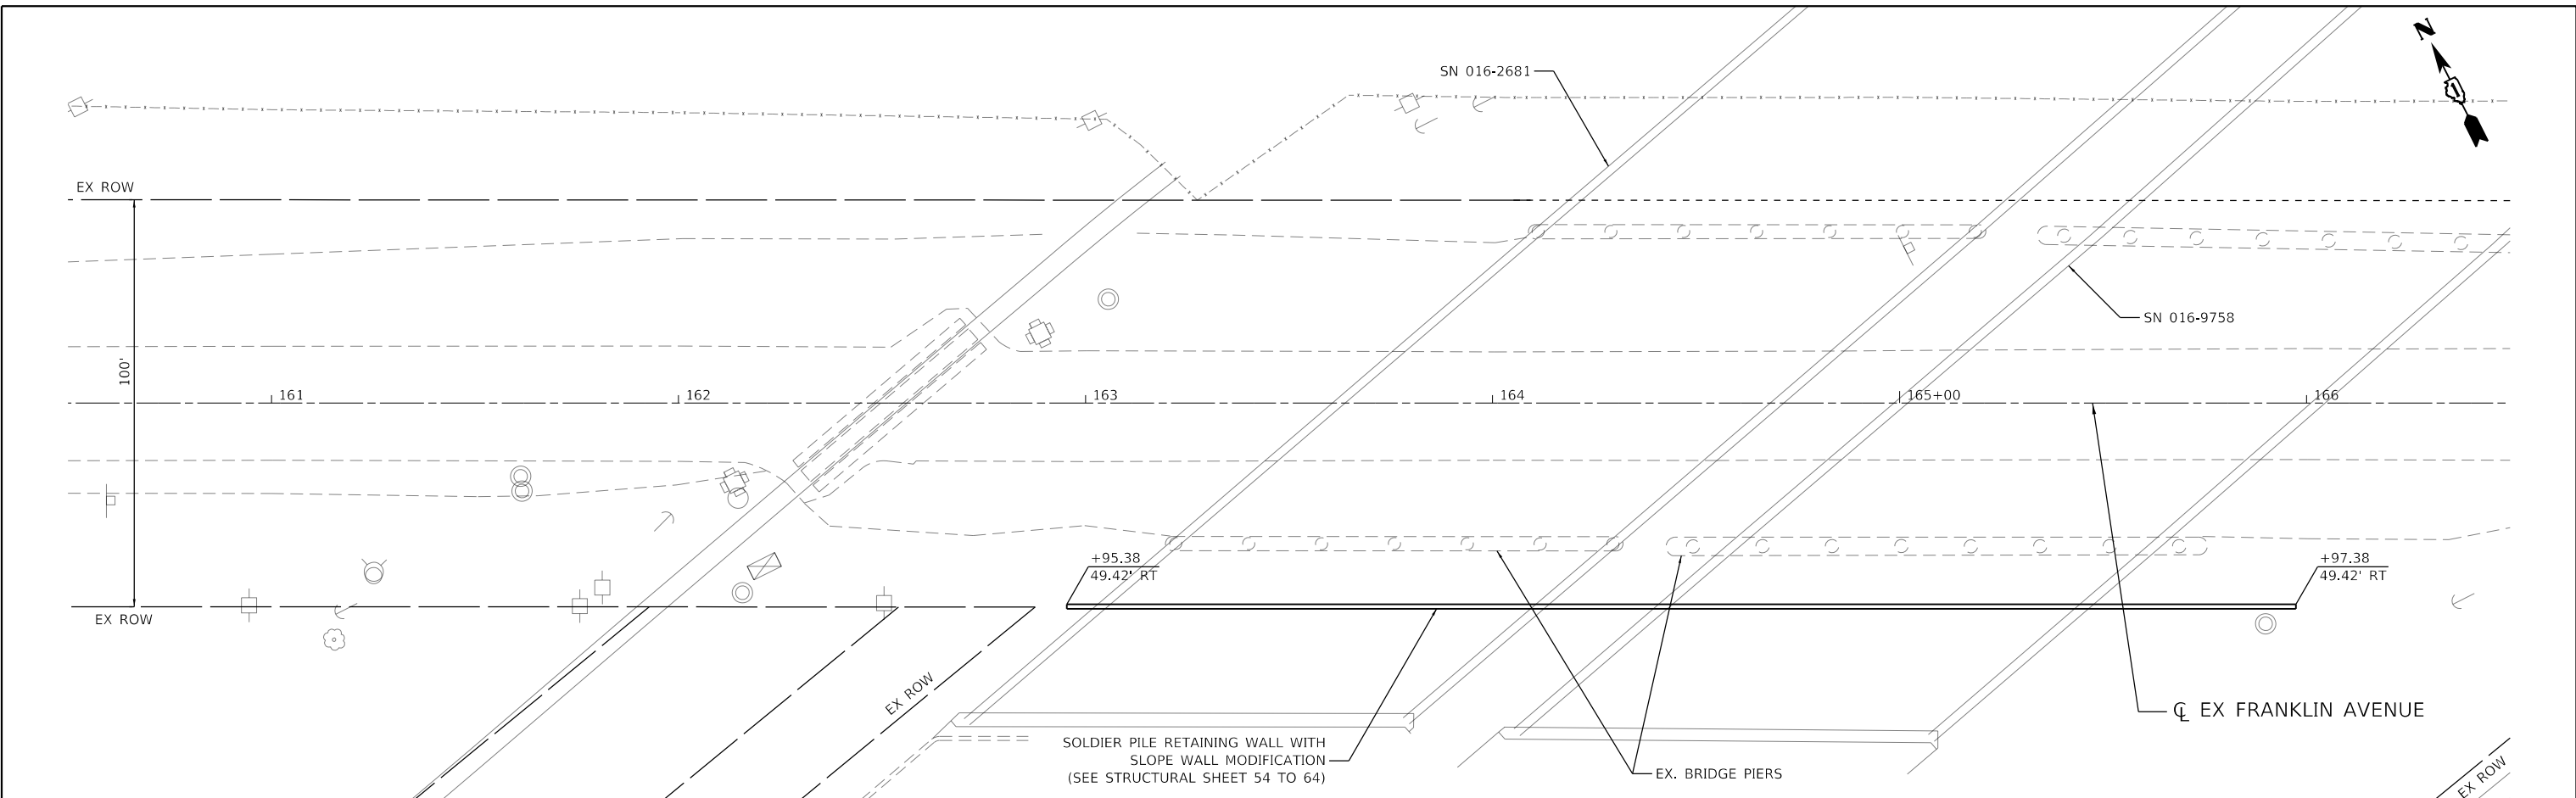 N
SN 016-2681
EX ROW
SN 016-9758
100'
161
162
163
164
165+00
166
+95.38
49.42' RT
+97.38
49.42' RT
EX ROW
EX ROW
℄ EX FRANKLIN AVENUE
SOLDIER PILE RETAINING WALL WITH
SLOPE WALL MODIFICATION
(SEE STRUCTURAL SHEET 54 TO 64)
EX. BRIDGE PIERS
EX ROW